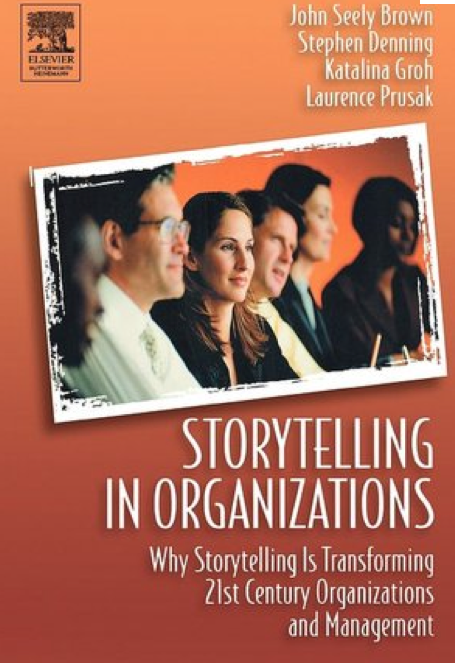 John Seely Brown
Stephen Denning
Katalina Groh
Laurence Prusak
ELSEVIER
BUTTERWORTH
HEINEMANN
STORYTELLING
IN ORGANIZATIONS
Why Storytelling Is Transforming
21st Century Organizations
and Management